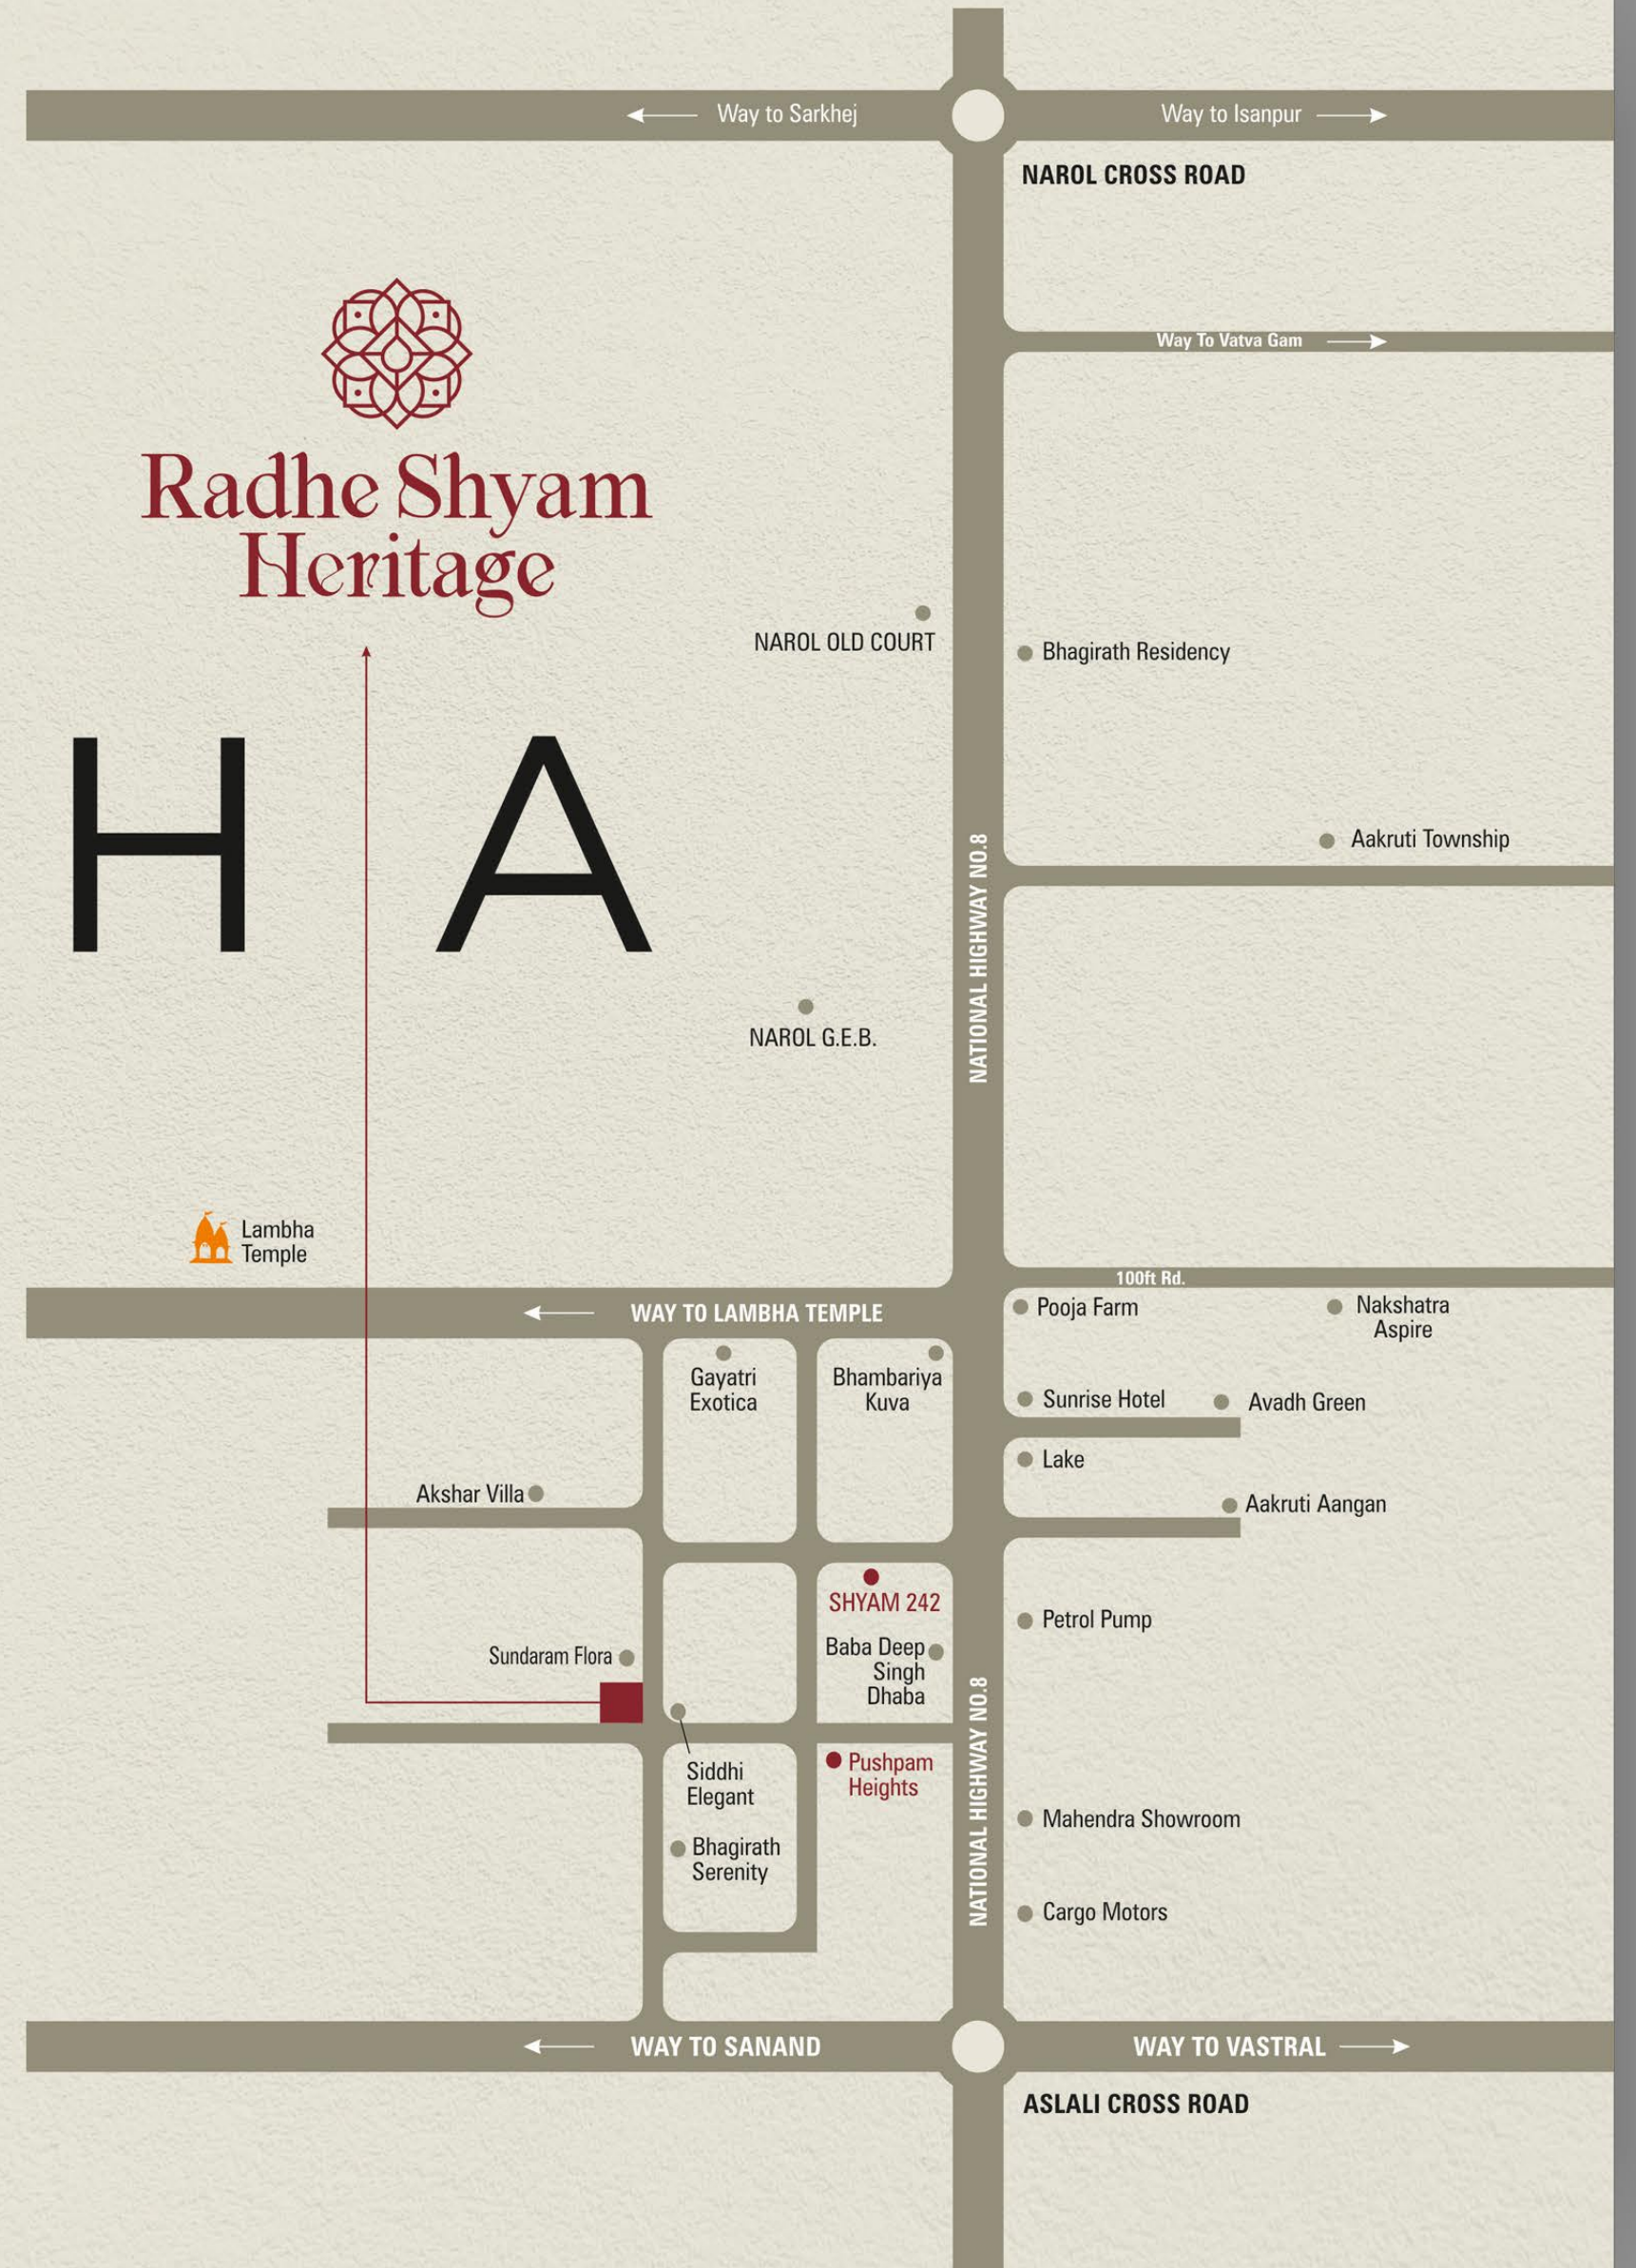 Way to Sarkhej
Way to Isanpur
NAROL CROSS ROAD
Way To Vatva Gam
Radhe Shyam
Heritage
NAROL OLD COURT
Bhagirath Residency
H A
Aakruti Township
NATIONAL HIGHWAY NO.8
NAROL G.E.B.
Lambha
Temple
100ft Rd.
WAY TO LAMBHA TEMPLE
Pooja Farm
Nakshatra
Aspire
Gayatri
Exotica
Bhambariya
Kuva
Sunrise Hotel
Avadh Green
Lake
Akshar Villa
Aakruti Aangan
SHYAM 242
Petrol Pump
Sundaram Flora
Baba Deep
Singh
Dhaba
NATIONAL HIGHWAY NO.8
Siddhi
Elegant
Pushpam
Heights
Mahendra Showroom
Bhagirath
Serenity
Cargo Motors
WAY TO SANAND
WAY TO VASTRAL
ASLALI CROSS ROAD